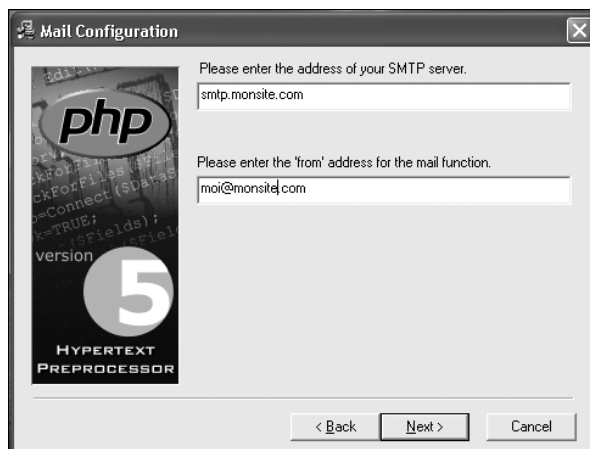 Mail Configuration
Please enter the address of your SMTP server.
smtp.monsite.com
Please enter the 'from' address for the mail function.
moi@monsite.com
php
version
5
HYPERTEXT
PREPROCESSOR
< Back
Next >
Cancel